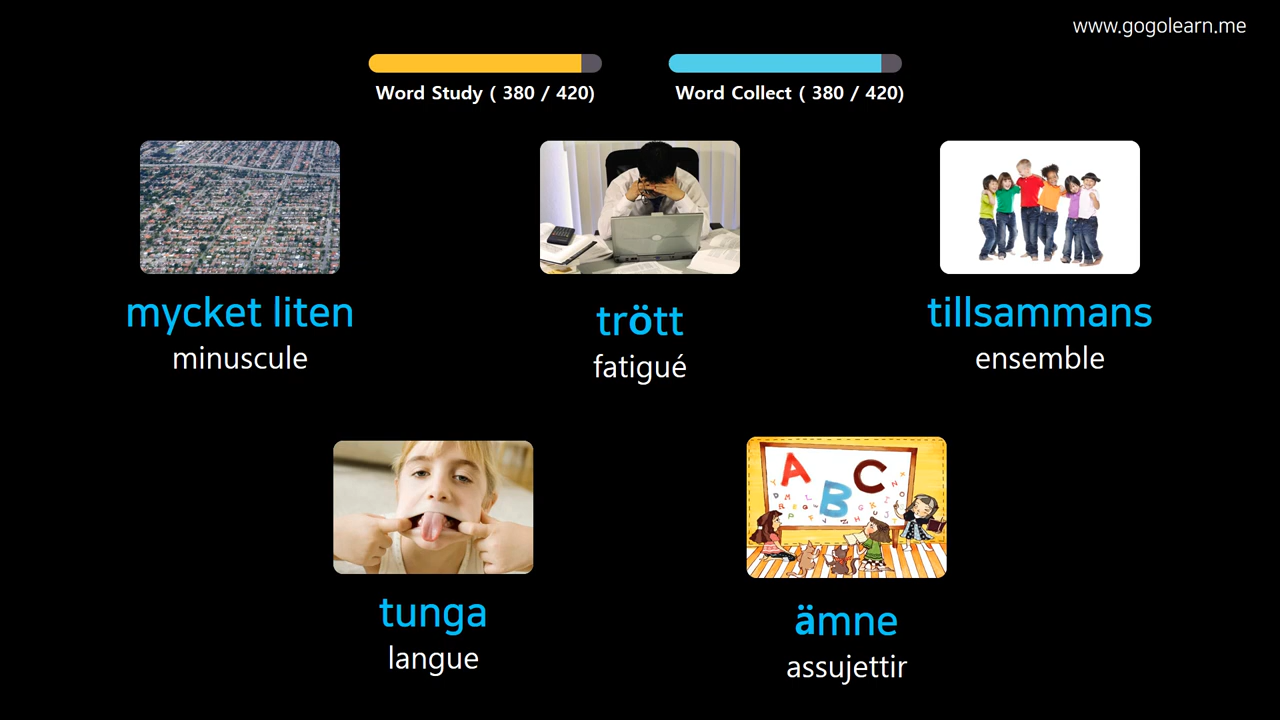 www.gogolearn.me
Word Study ( 380 / 420)
Word Collect ( 380 / 420)
mycket liten
minuscule
trött
fatigué
tillsammans
ensemble
tunga
langue
A B C
ämne
assujettir